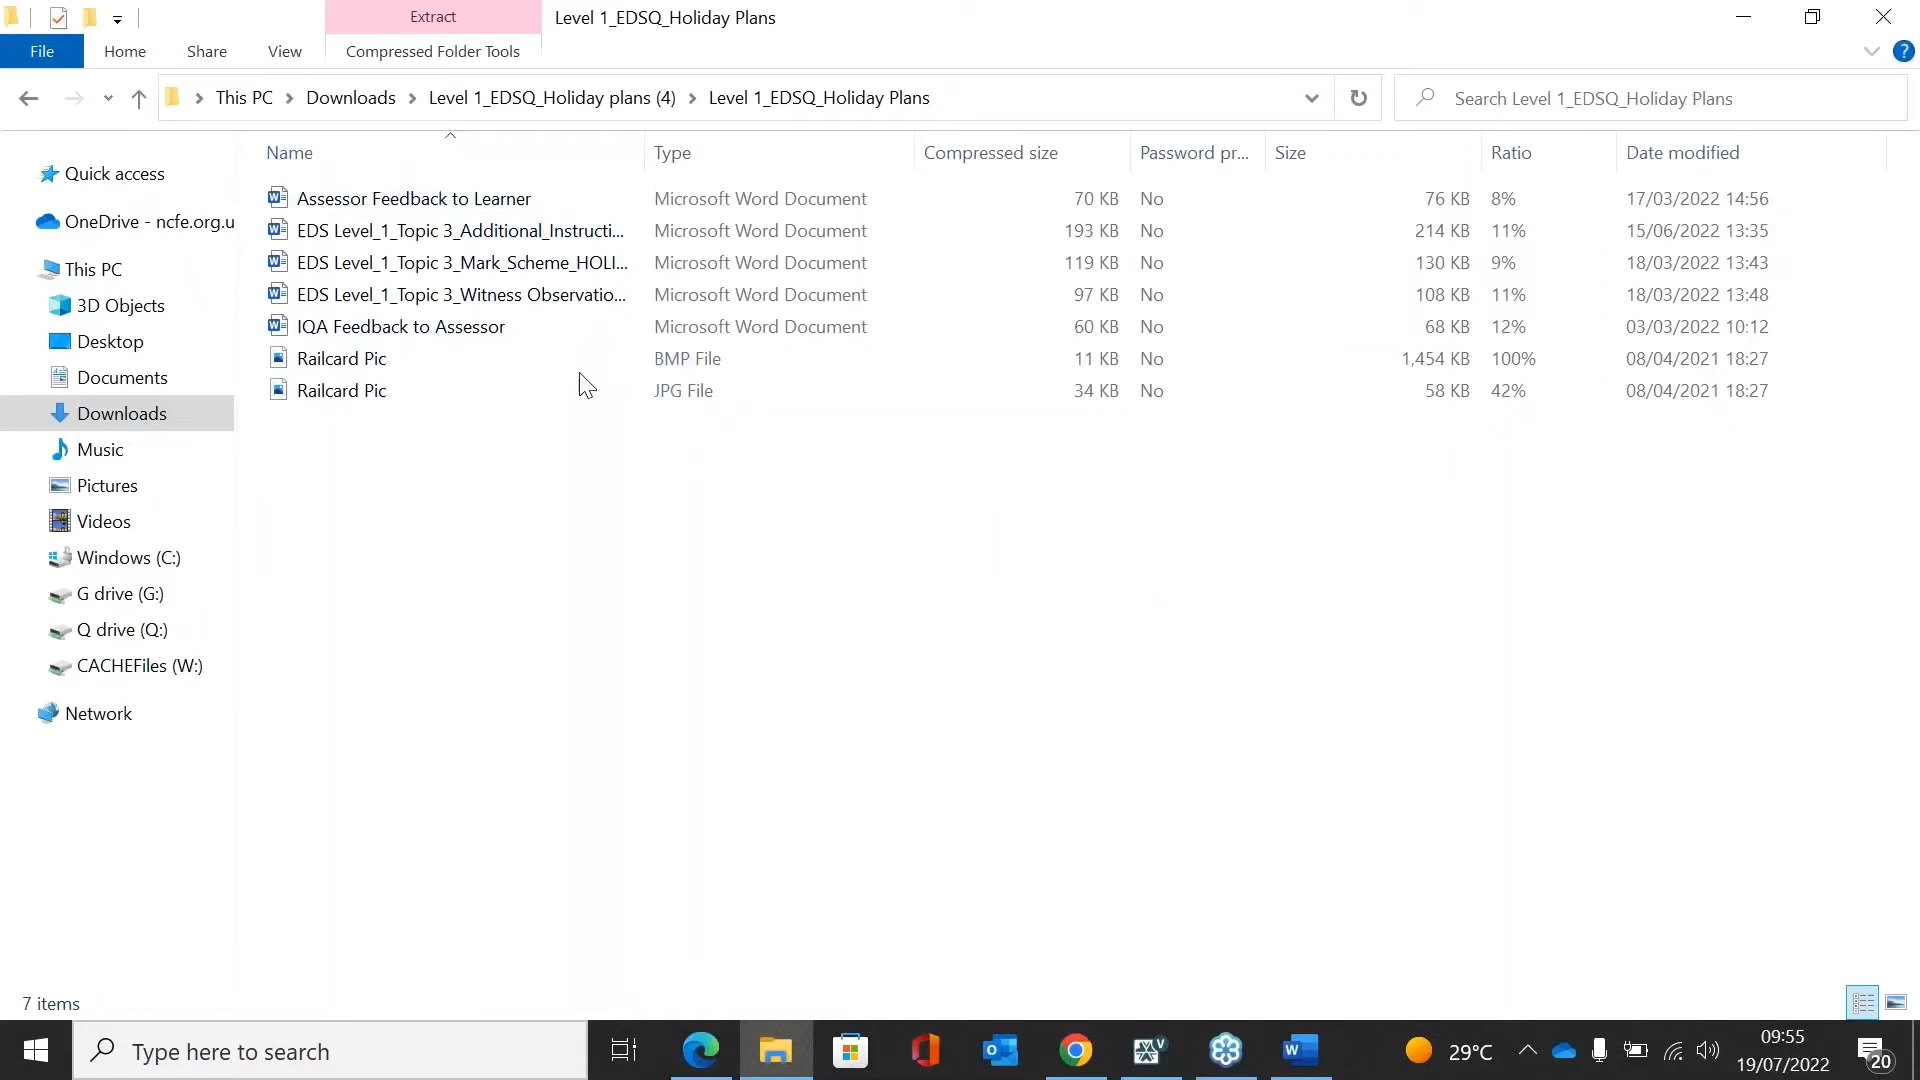 Extract
Level 1_EDSQ_Holiday Plans
File
Home
Share
View
Compressed Folder Tools
This PC
Downloads
Level 1_EDSQ_Holiday plans (4)
Level 1_EDSQ_Holiday Plans
Search Level 1_EDSQ_Holiday Plans
Name Type Compressed size Password pr... Size Ratio Date modified
Quick access
OneDrive - ncfe.org.u
This PC
3D Objects
Desktop
Documents
Downloads
Music
Pictures
Videos
Windows (C:)
G drive (G:)
Q drive (Q:)
CACHEFiles (W:)
Network
Assessor Feedback to Learner Microsoft Word Document 70 KB No 76 KB 8% 17/03/2022 14:56
EDS Level_1_Topic 3_Additional_Instructi... Microsoft Word Document 193 KB No 214 KB 11% 15/06/2022 13:35
EDS Level_1_Topic 3_Mark_Scheme_HOLI... Microsoft Word Document 119 KB No 130 KB 9% 18/03/2022 13:43
EDS Level_1_Topic 3_Witness Observatio... Microsoft Word Document 97 KB No 108 KB 11% 18/03/2022 13:48
IQA Feedback to Assessor Microsoft Word Document 60 KB No 68 KB 12% 03/03/2022 10:12
Railcard Pic BMP File 11 KB No 1,454 KB 100% 08/04/2021 18:27
Railcard Pic JPG File 34 KB No 58 KB 42% 08/04/2021 18:27
7 items
Type here to search
29°C
09:55
19/07/2022
20